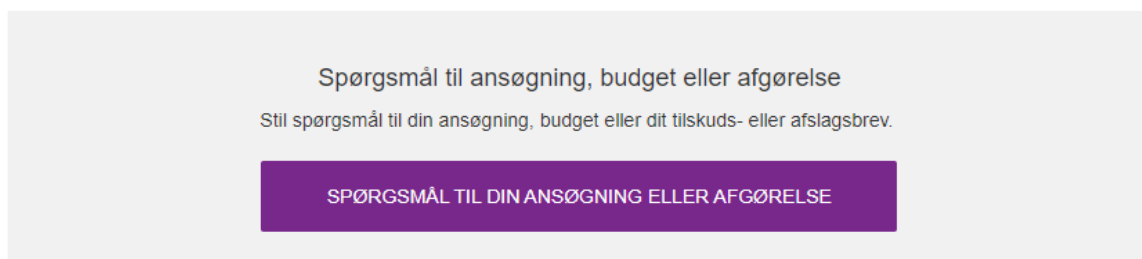 Spørgsmål til ansøgning, budget eller afgørelse
Stil spørgsmål til din ansøgning, budget eller dit tilskuds- eller afslagsbrev.
SPØRGSMÅL TIL DIN ANSØGNING ELLER AFGØRELSE